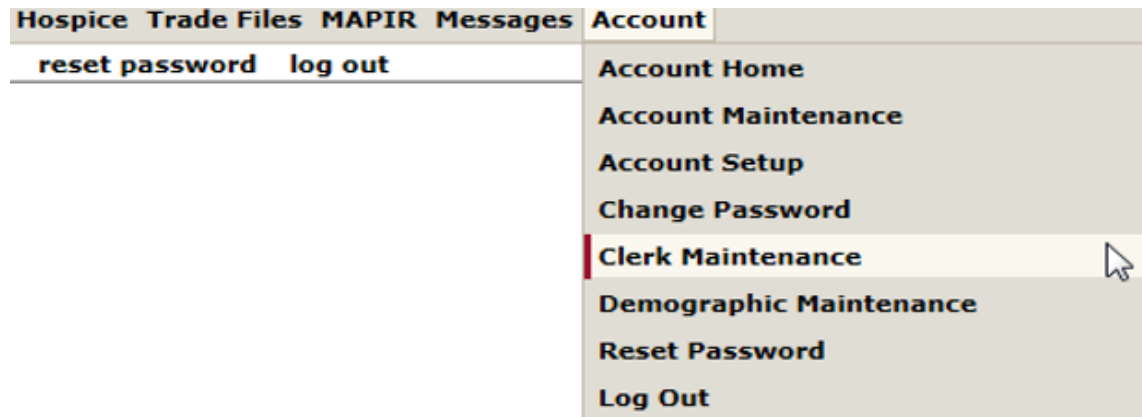 Hospice Trade Files MAPIR Messages Account
reset password log out
Account Home
Account Maintenance
Account Setup
Change Password
Clerk Maintenance
Demographic Maintenance
Reset Password
Log Out